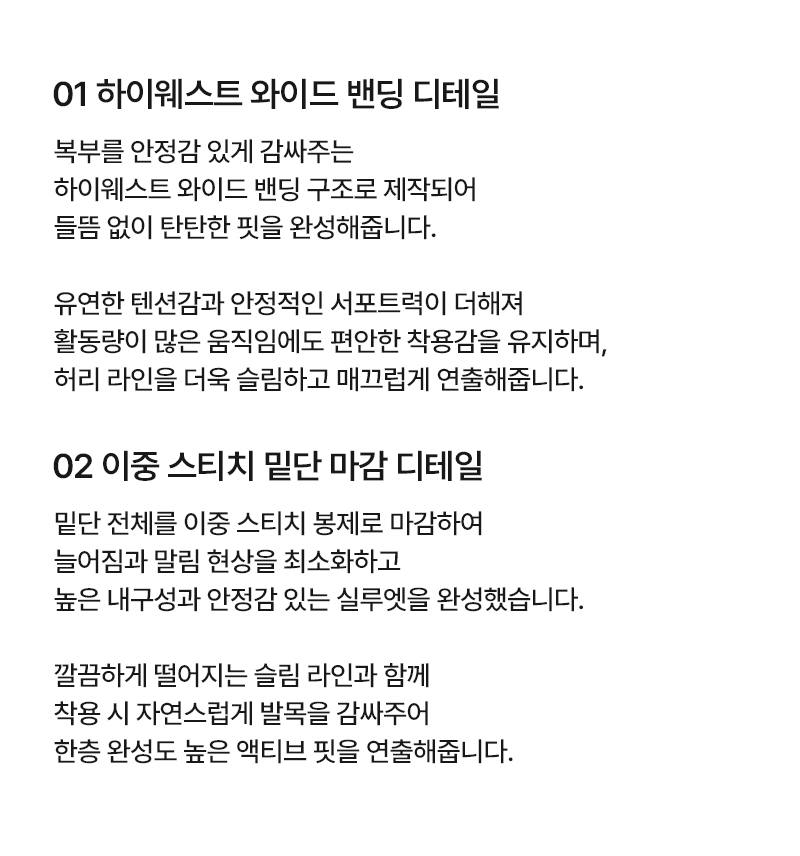 01 하이웨스트 와이드 밴딩 디테일
복부를 안정감 있게 감싸주는
하이웨스트 와이드 밴딩 구조로 제작되어
들뜸 없이 탄탄한 핏을 완성해줍니다.
유연한 텐션감과 안정적인 서포트력이 더해져
활동량이 많은 움직임에도 편안한 착용감을 유지하며,
허리 라인을 더욱 슬림하고 매끄럽게 연출해줍니다.
02 이중 스티치 밑단 마감 디테일
밑단 전체를 이중 스티치 봉제로 마감하여
늘어짐과 말림 현상을 최소화하고
높은 내구성과 안정감 있는 실루엣을 완성했습니다.
깔끔하게 떨어지는 슬림 라인과 함께
착용 시 자연스럽게 발목을 감싸주어
한층 완성도 높은 액티브 핏을 연출해줍니다.